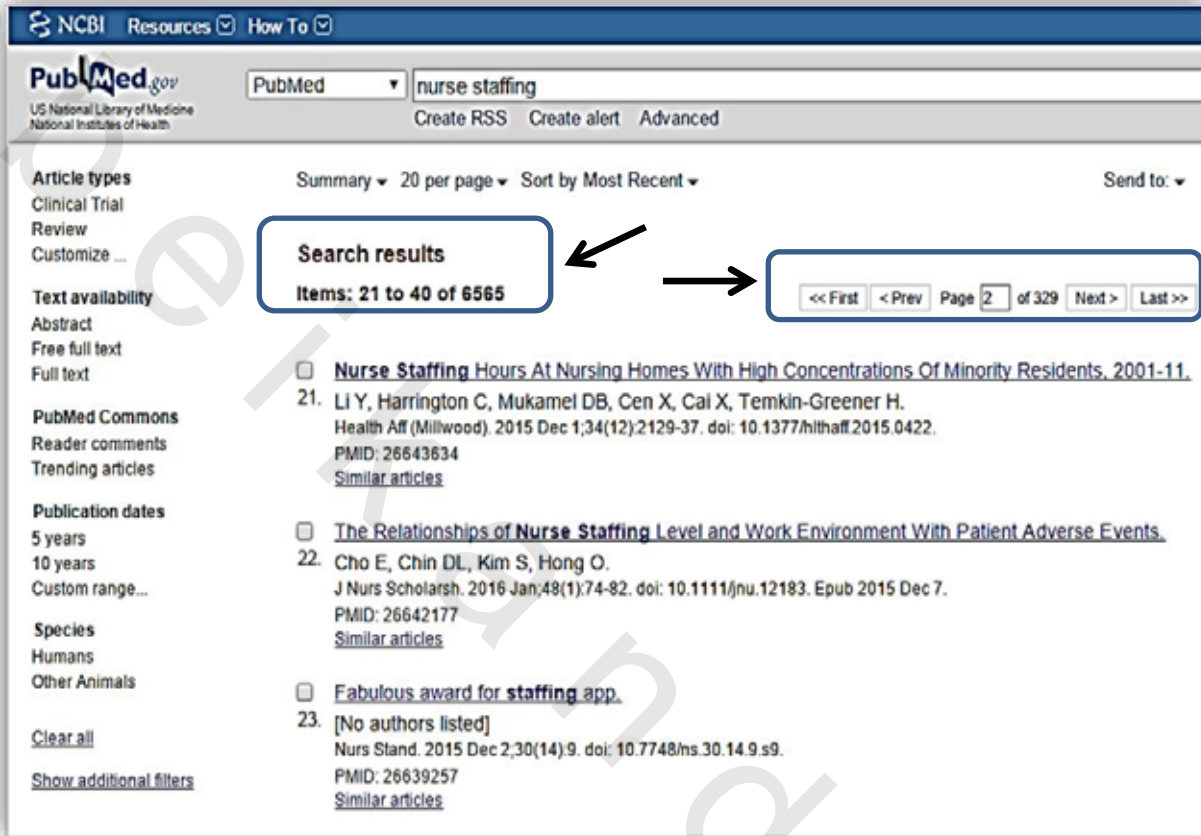 NCBI Resources How To
PubMed.gov
US National Library of Medicine
National Institutes of Health
PubMed
nurse staffing
Create RSS Create alert Advanced
Article types
Clinical Trial
Review
Customize ...
Text availability
Abstract
Free full text
Full text
PubMed Commons
Reader comments
Trending articles
Publication dates
5 years
10 years
Custom range...
Species
Humans
Other Animals
Clear all
Show additional filters
Summary 20 per page Sort by Most Recent Send to:
Search results
Items: 21 to 40 of 6565
<< First < Prev Page 2 of 329 Next > Last >>
Nurse Staffing Hours At Nursing Homes With High Concentrations Of Minority Residents, 2001-11.
21. Li Y, Harrington C, Mukamel DB, Cen X, Cai X, Temkin-Greener H.
Health Aff (Millwood). 2015 Dec 1;34(12):2129-37. doi: 10.1377/hlthaff.2015.0422.
PMID: 26643634
Similar articles
The Relationships of Nurse Staffing Level and Work Environment With Patient Adverse Events.
22. Cho E, Chin DL, Kim S, Hong O.
J Nurs Scholarsh. 2016 Jan;48(1):74-82. doi: 10.1111/jnu.12183. Epub 2015 Dec 7.
PMID: 26642177
Similar articles
Fabulous award for staffing app.
23. [No authors listed]
Nurs Stand. 2015 Dec 2;30(14):9. doi: 10.7748/ns.30.14.9.s9.
PMID: 26639257
Similar articles